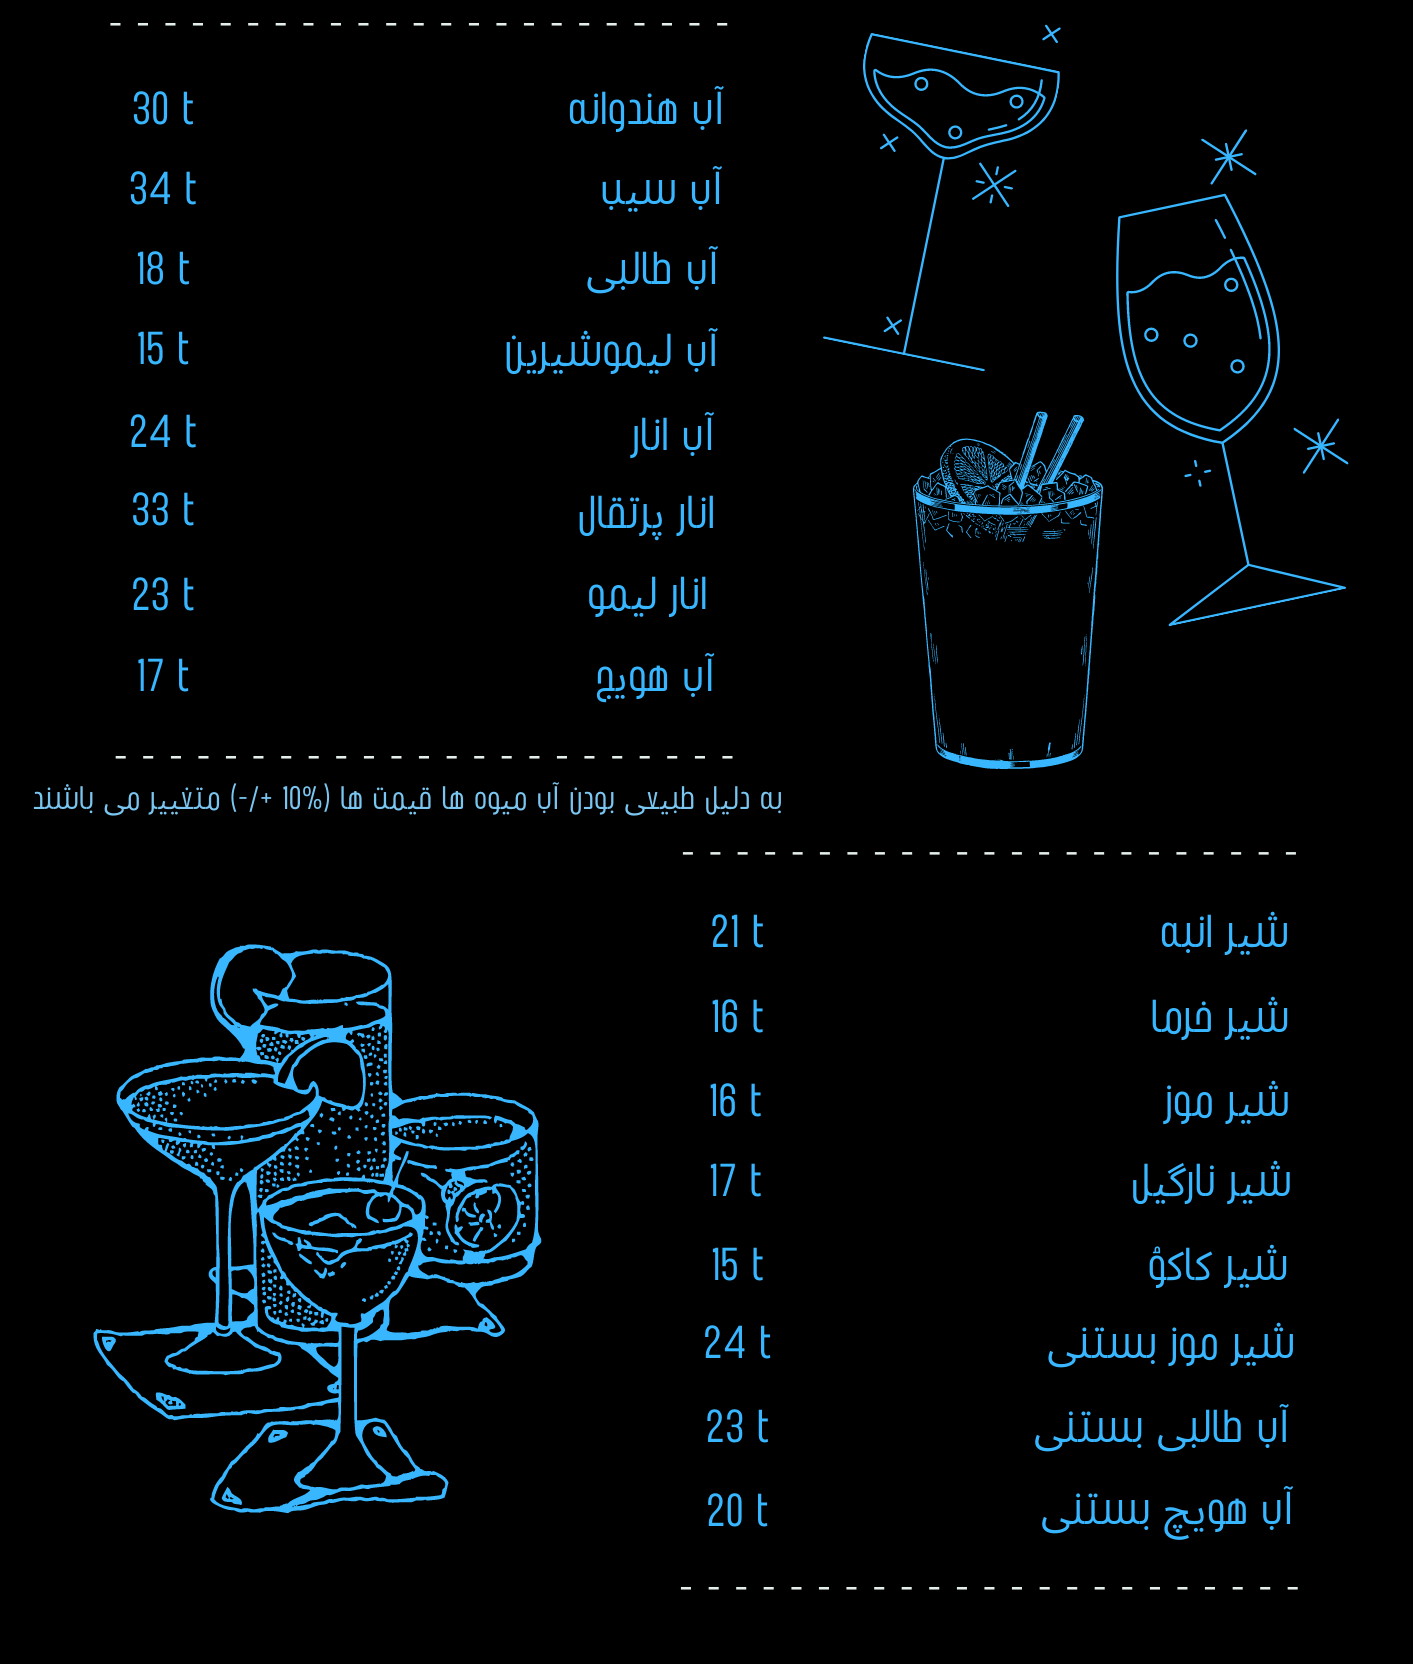 آب هندوانه 30 t
آب سیب 34 t
آب طالبی 18 t
آب لیموشیرین 15 t
آب انار 24 t
انار پرتقال 33 t
انار لیمو 23 t
آب هویج 17 t
به دلیل طبیعی بودن آب میوه ها قیمت ها (10% +/-) متغییر می باشند
شیر انبه 21 t
شیر خرما 16 t
شیر موز 16 t
شیر نارگیل 17 t
شیر کاکؤ 15 t
شیر موز بستنی 24 t
آب طالبی بستنی 23 t
آب هویچ بستنی 20 t